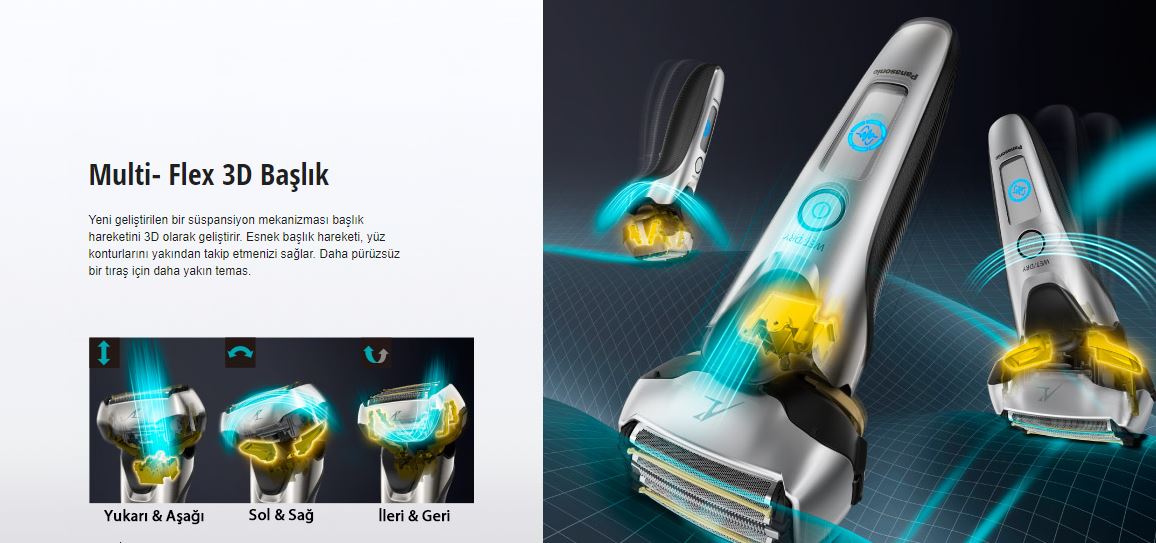 Multi- Flex 3D Başlık
Yeni geliştirilen bir süspansiyon mekanizması başlık
hareketini 3D olarak geliştirir. Esnek başlık hareketi, yüz
konturlarını yakından takip etmenizi sağlar. Daha pürüzsüz
bir tıraş için daha yakın temas.
Yukarı & Aşağı
Sol & Sağ
İleri & Geri
Panasonic
WET/DRY
Panasonic
WET/DRY